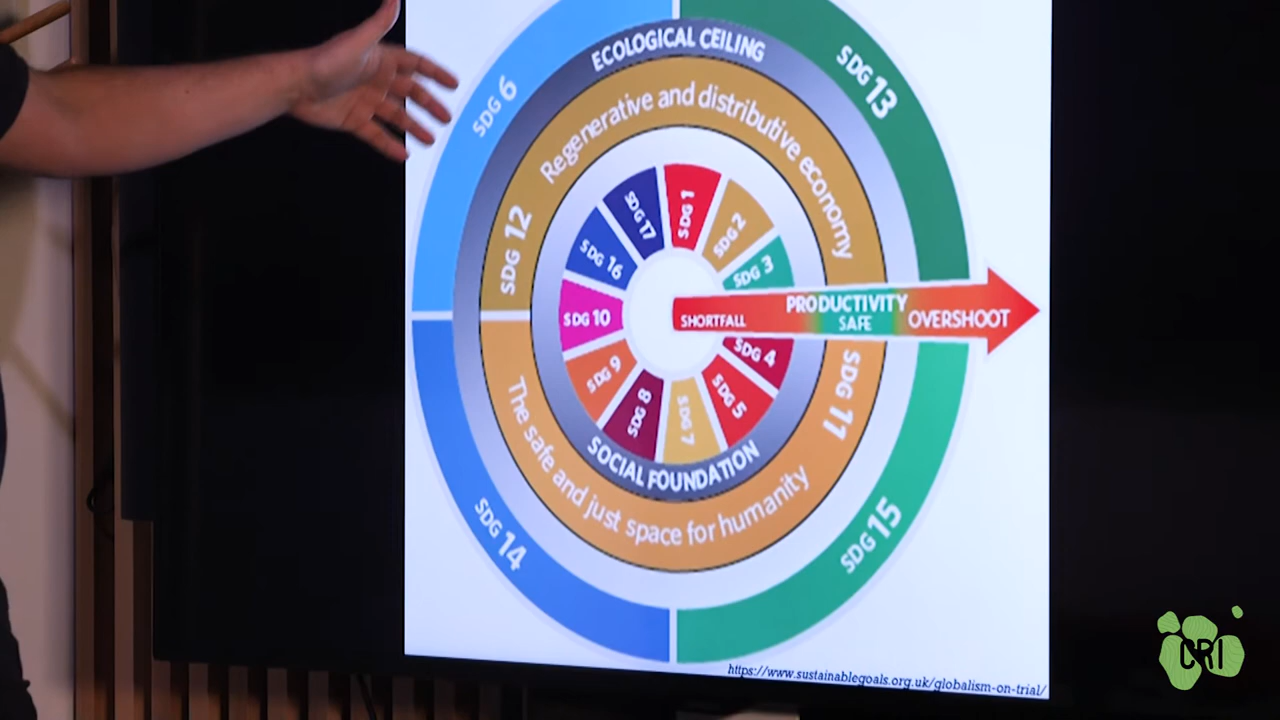 ECOLOGICAL CEILING
Regenerative and distributive economy
SDG 6
SDG 13
SDG 12
SDG 17
SDG 1
SDG 2
SDG 16
SDG 3
SDG 10
SHORTFALL
PRODUCTIVITY
SAFE
OVERSHOOT
SDG 9
SDG 4
SDG 8
SDG 7
SDG 5
SDG 11
SOCIAL FOUNDATION
The safe and just space for humanity
SDG 14
SDG 15
https://www.sustainablegoals.org.uk/globalism-on-trial/
CRI